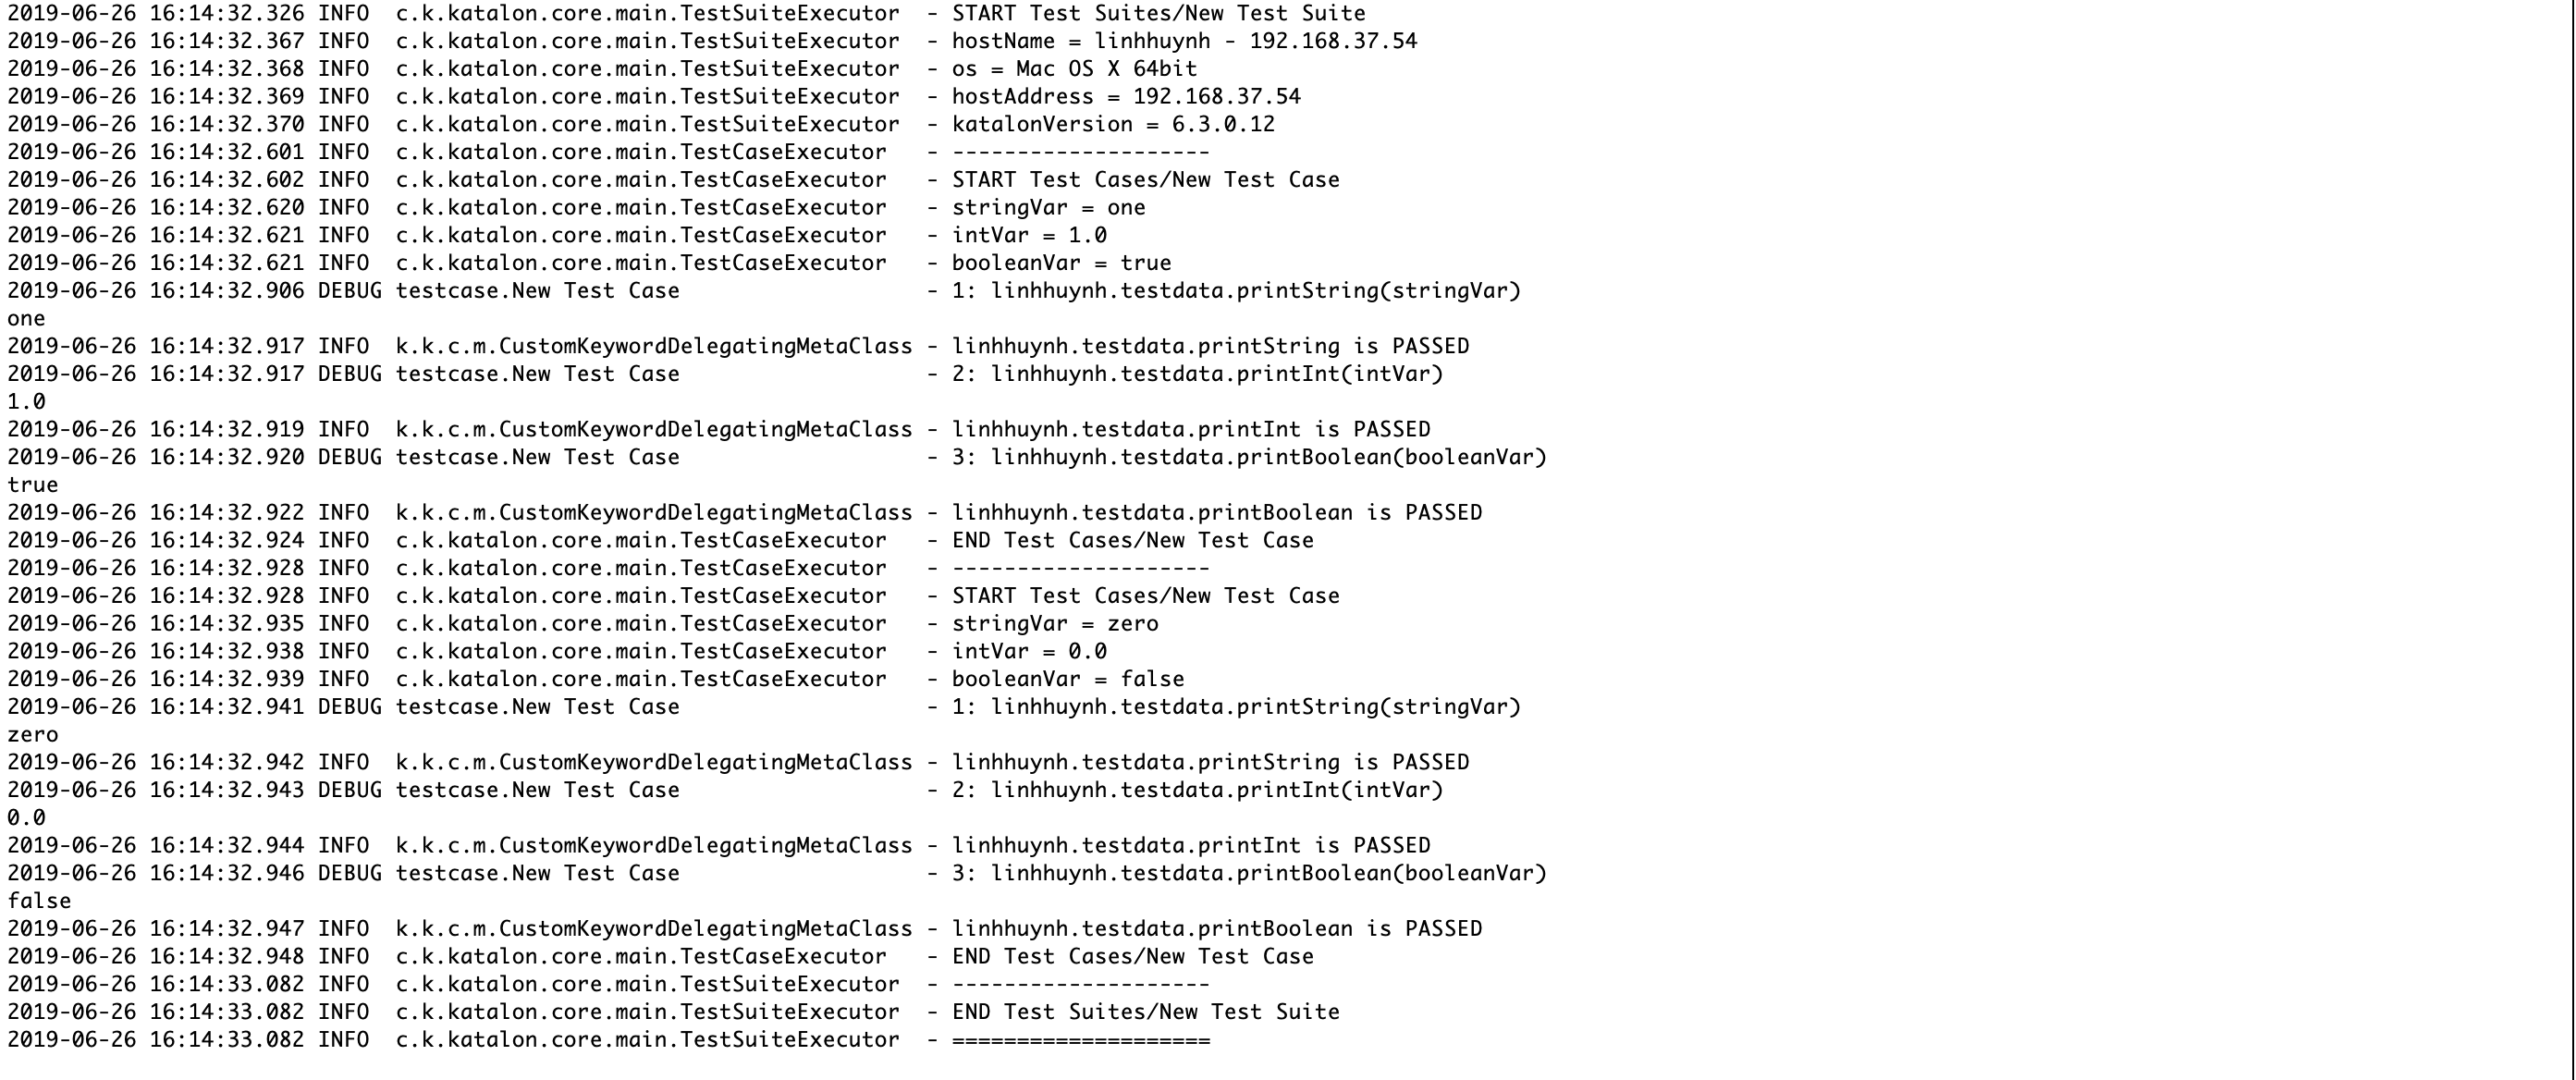 2019-06-26 16:14:32.326 INFO  c.k.katalon.core.main.TestSuiteExecutor  - START Test Suites/New Test Suite
2019-06-26 16:14:32.367 INFO  c.k.katalon.core.main.TestSuiteExecutor  - hostName = linhhuynh - 192.168.37.54
2019-06-26 16:14:32.368 INFO  c.k.katalon.core.main.TestSuiteExecutor  - os = Mac OS X 64bit
2019-06-26 16:14:32.369 INFO  c.k.katalon.core.main.TestSuiteExecutor  - hostAddress = 192.168.37.54
2019-06-26 16:14:32.370 INFO  c.k.katalon.core.main.TestSuiteExecutor  - katalonVersion = 6.3.0.12
2019-06-26 16:14:32.601 INFO  c.k.katalon.core.main.TestCaseExecutor   - --------------------
2019-06-26 16:14:32.602 INFO  c.k.katalon.core.main.TestCaseExecutor   - START Test Cases/New Test Case
2019-06-26 16:14:32.620 INFO  c.k.katalon.core.main.TestCaseExecutor   - stringVar = one
2019-06-26 16:14:32.621 INFO  c.k.katalon.core.main.TestCaseExecutor   - intVar = 1.0
2019-06-26 16:14:32.621 INFO  c.k.katalon.core.main.TestCaseExecutor   - booleanVar = true
2019-06-26 16:14:32.906 DEBUG testcase.New Test Case                   - 1: linhhuynh.testdata.printString(stringVar)
one
2019-06-26 16:14:32.917 INFO  k.k.c.m.CustomKeywordDelegatingMetaClass - linhhuynh.testdata.printString is PASSED
2019-06-26 16:14:32.917 DEBUG testcase.New Test Case                   - 2: linhhuynh.testdata.printInt(intVar)
1.0
2019-06-26 16:14:32.919 INFO  k.k.c.m.CustomKeywordDelegatingMetaClass - linhhuynh.testdata.printInt is PASSED
2019-06-26 16:14:32.920 DEBUG testcase.New Test Case                   - 3: linhhuynh.testdata.printBoolean(booleanVar)
true
2019-06-26 16:14:32.922 INFO  k.k.c.m.CustomKeywordDelegatingMetaClass - linhhuynh.testdata.printBoolean is PASSED
2019-06-26 16:14:32.924 INFO  c.k.katalon.core.main.TestCaseExecutor   - END Test Cases/New Test Case
2019-06-26 16:14:32.928 INFO  c.k.katalon.core.main.TestCaseExecutor   - --------------------
2019-06-26 16:14:32.928 INFO  c.k.katalon.core.main.TestCaseExecutor   - START Test Cases/New Test Case
2019-06-26 16:14:32.935 INFO  c.k.katalon.core.main.TestCaseExecutor   - stringVar = zero
2019-06-26 16:14:32.938 INFO  c.k.katalon.core.main.TestCaseExecutor   - intVar = 0.0
2019-06-26 16:14:32.939 INFO  c.k.katalon.core.main.TestCaseExecutor   - booleanVar = false
2019-06-26 16:14:32.941 DEBUG testcase.New Test Case                   - 1: linhhuynh.testdata.printString(stringVar)
zero
2019-06-26 16:14:32.942 INFO  k.k.c.m.CustomKeywordDelegatingMetaClass - linhhuynh.testdata.printString is PASSED
2019-06-26 16:14:32.943 DEBUG testcase.New Test Case                   - 2: linhhuynh.testdata.printInt(intVar)
0.0
2019-06-26 16:14:32.944 INFO  k.k.c.m.CustomKeywordDelegatingMetaClass - linhhuynh.testdata.printInt is PASSED
2019-06-26 16:14:32.946 DEBUG testcase.New Test Case                   - 3: linhhuynh.testdata.printBoolean(booleanVar)
false
2019-06-26 16:14:32.947 INFO  k.k.c.m.CustomKeywordDelegatingMetaClass - linhhuynh.testdata.printBoolean is PASSED
2019-06-26 16:14:32.948 INFO  c.k.katalon.core.main.TestCaseExecutor   - END Test Cases/New Test Case
2019-06-26 16:14:33.082 INFO  c.k.katalon.core.main.TestSuiteExecutor  - --------------------
2019-06-26 16:14:33.082 INFO  c.k.katalon.core.main.TestSuiteExecutor  - END Test Suites/New Test Suite
2019-06-26 16:14:33.082 INFO  c.k.katalon.core.main.TestSuiteExecutor  - ====================